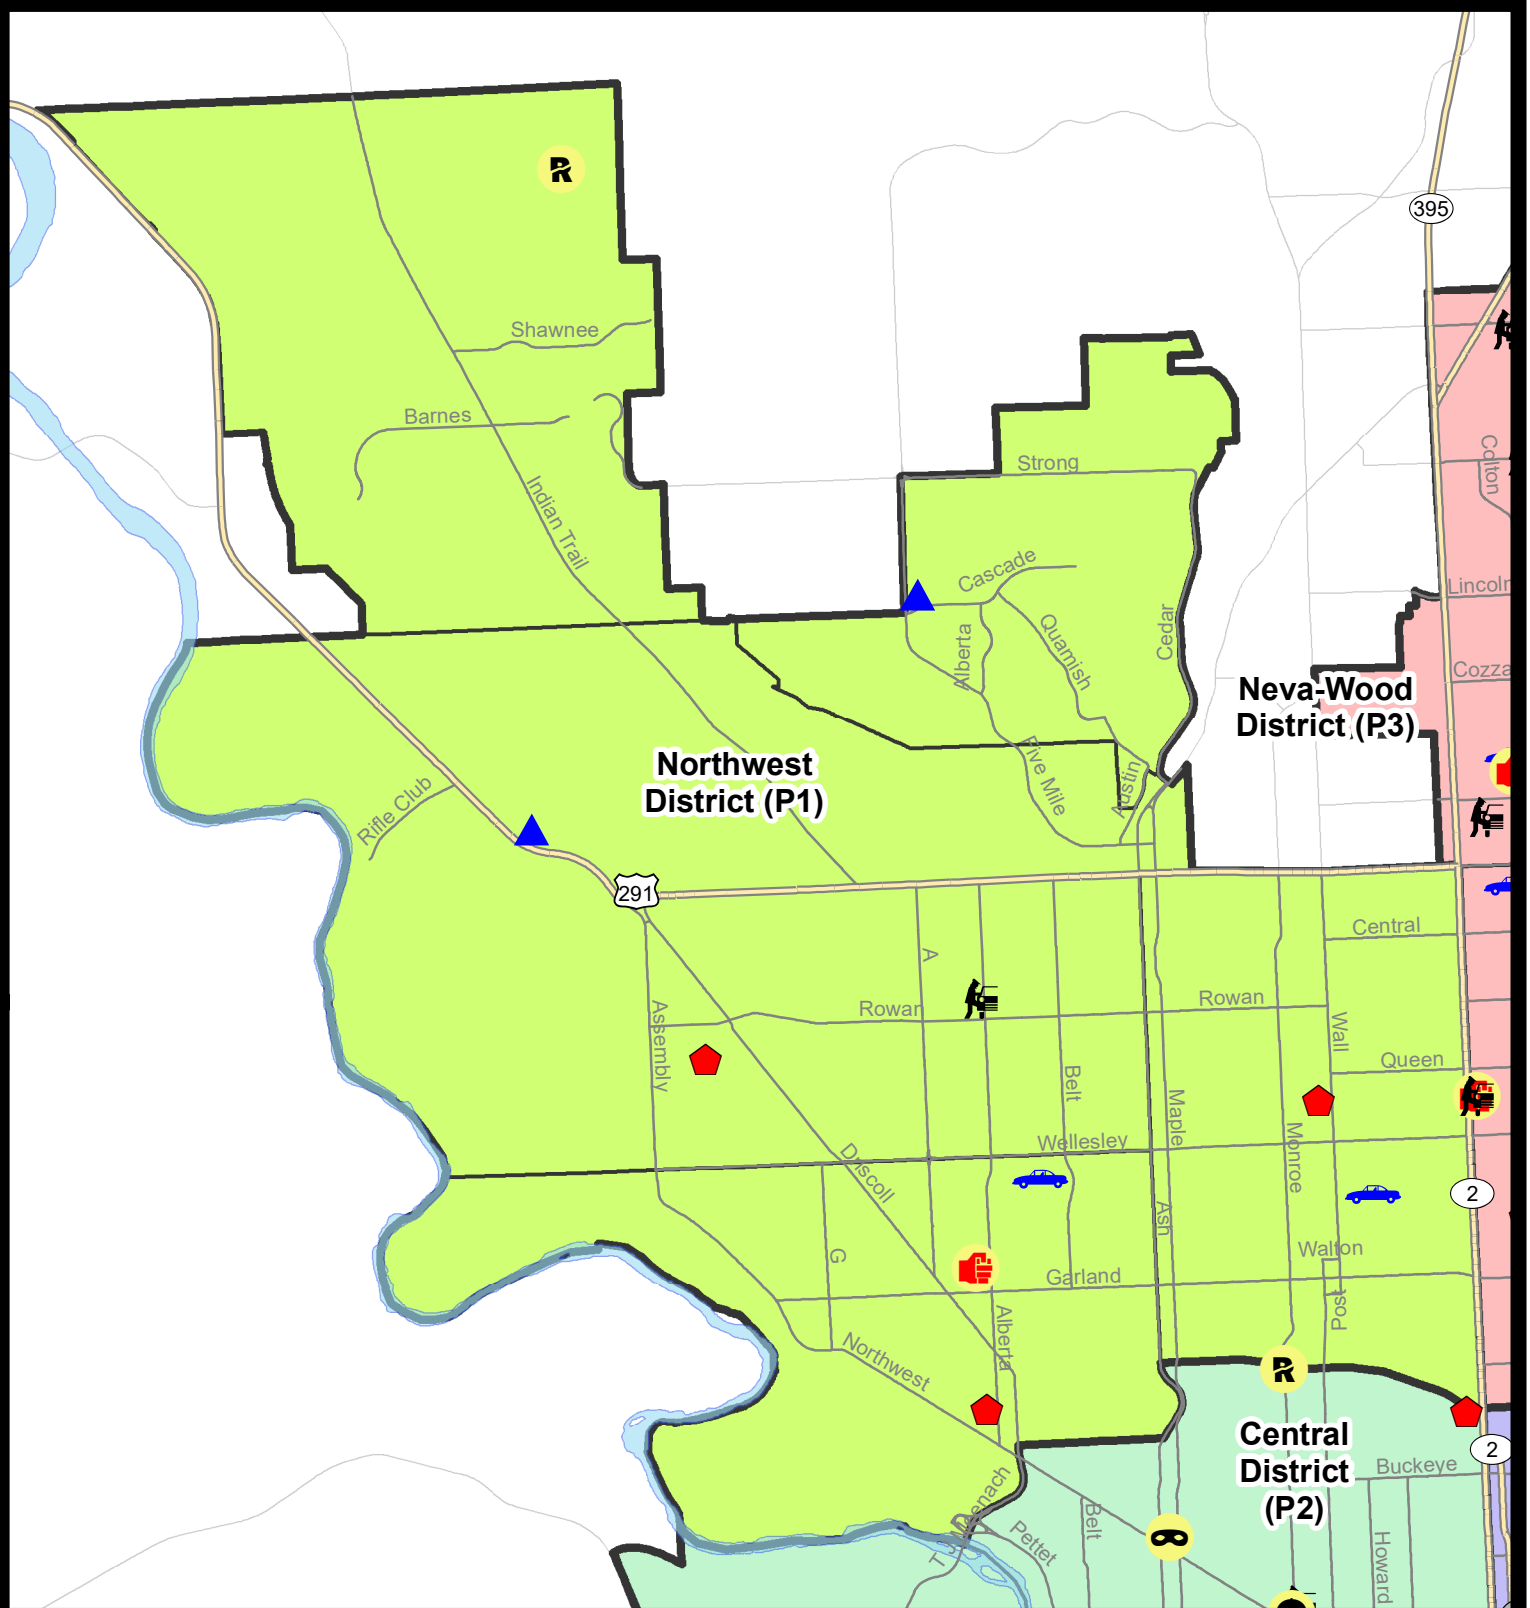 R
395
Shawnee
Barnes
Colton
Strong
Indian Trail
Cascade
Cedar
Alberta
Quamish
Cozza
Neva-Wood
District (P3)
Northwest
District (P1)
Five Mile
Austin
Rifle Club
291
Central
A
Assembly
Rowan
Rowan
Wall
Queen
Belt
Maple
Monroe
Wellesley
Driscoll
2
Ash
G
Walton
Garland
Post
Alberta
Northwest
R
Central
District
(P2)
2
Buckeye
Belt
Pettet
Howard